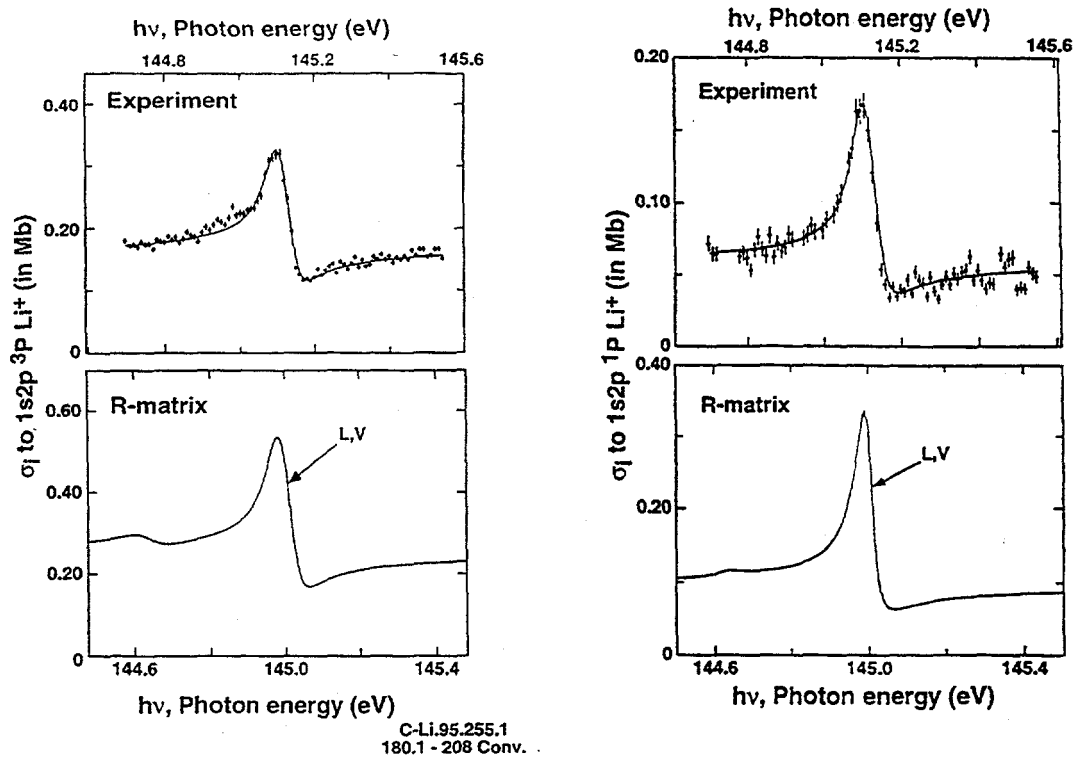 hν, Photon energy (eV)
144.8 145.2 145.6
Experiment
0.40
0.20
0
σi to 1s2p ³P Li⁺ (in Mb)
R-matrix
L,V
0.60
0.40
0.20
0
144.6 145.0 145.4
hν, Photon energy (eV)
C-Li.95.255.1
180.1 - 208 Conv.
hν, Photon energy (eV)
144.8 145.2 145.6
0.20
Experiment
0.10
0
σi to 1s2p ¹P Li⁺ (in Mb)
0.40
R-matrix
L,V
0.20
0
144.6 145.0 145.4
hν, Photon energy (eV)